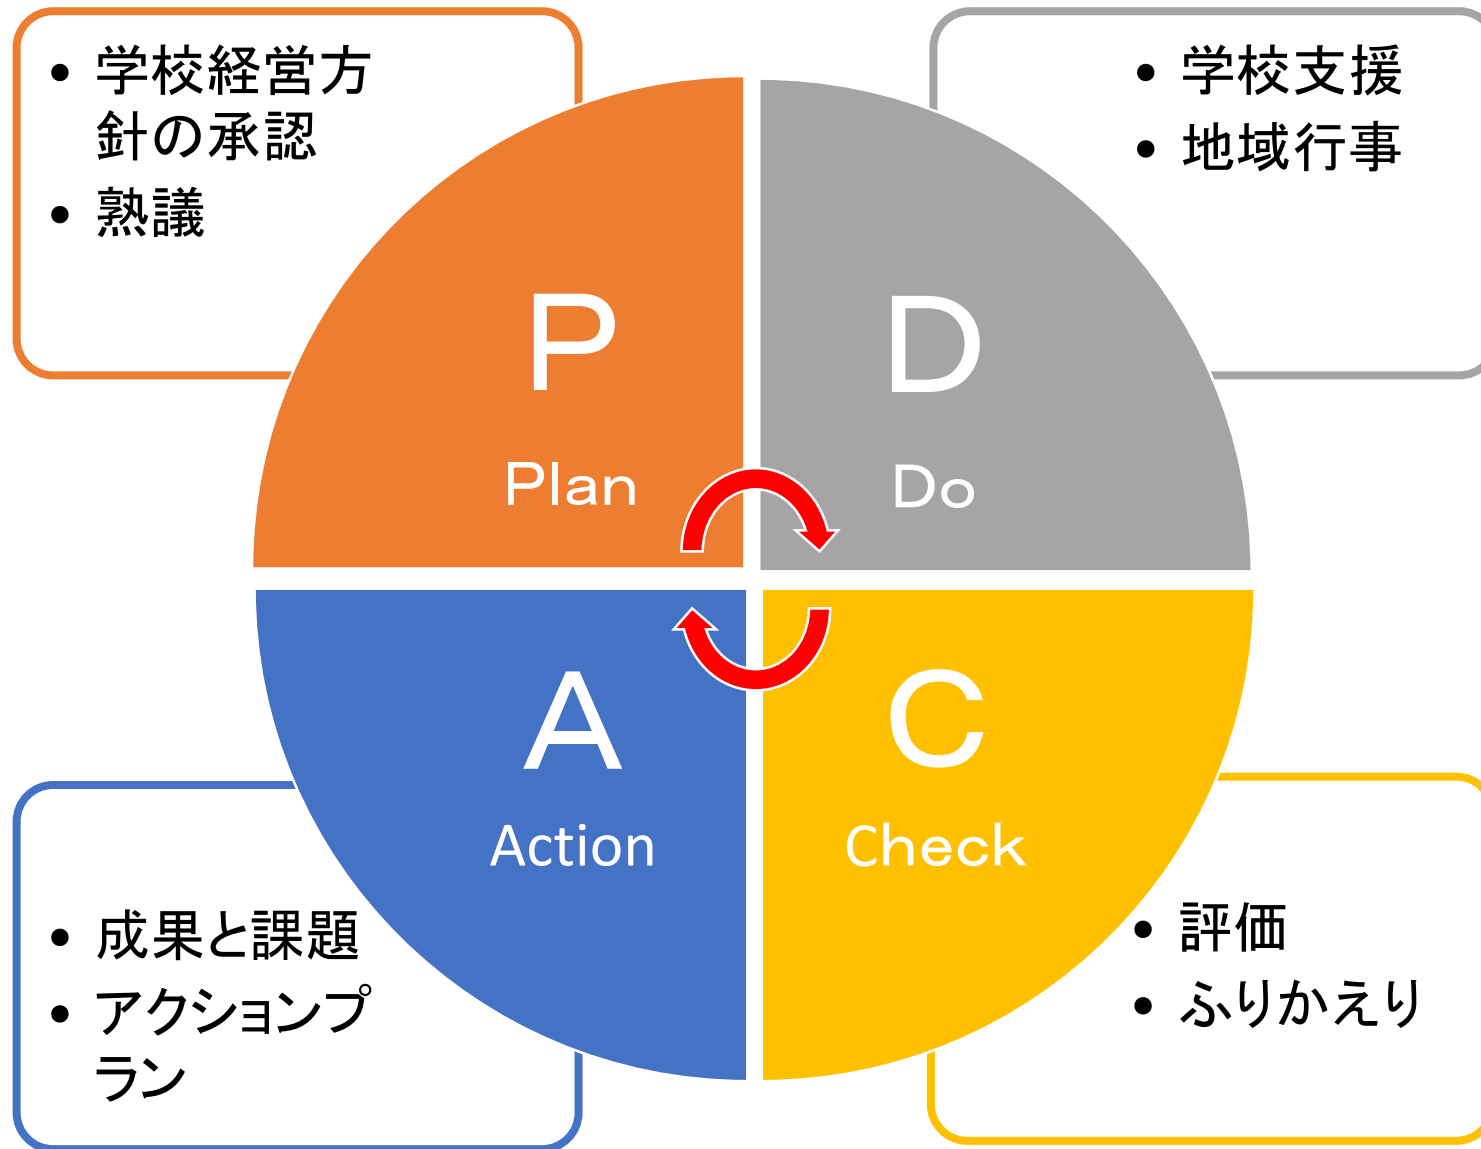 • 学校経営方
針の承認
• 熟議
P
Plan
• 学校支援
• 地域行事
D
Do
A
Action
• 成果と課題
• アクションプ
ラン
C
Check
• 評価
• ふりかえり